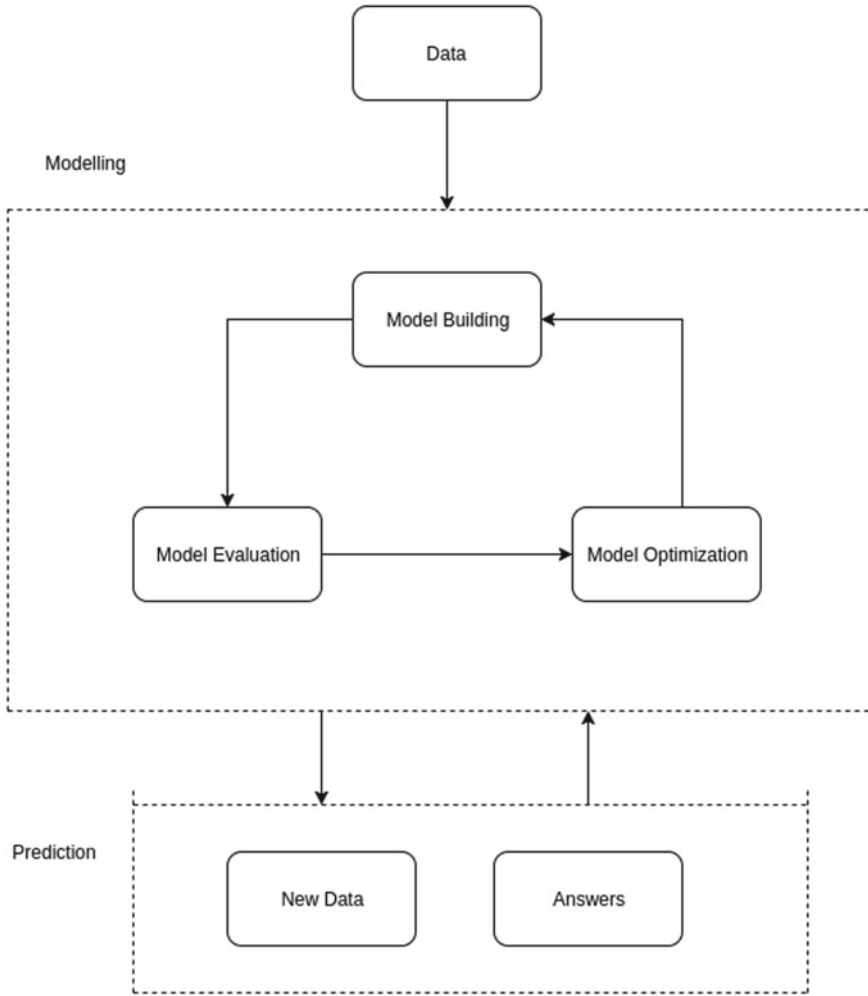 Data
Modelling
Model Building
Model Evaluation
Model Optimization
Prediction
New Data
Answers